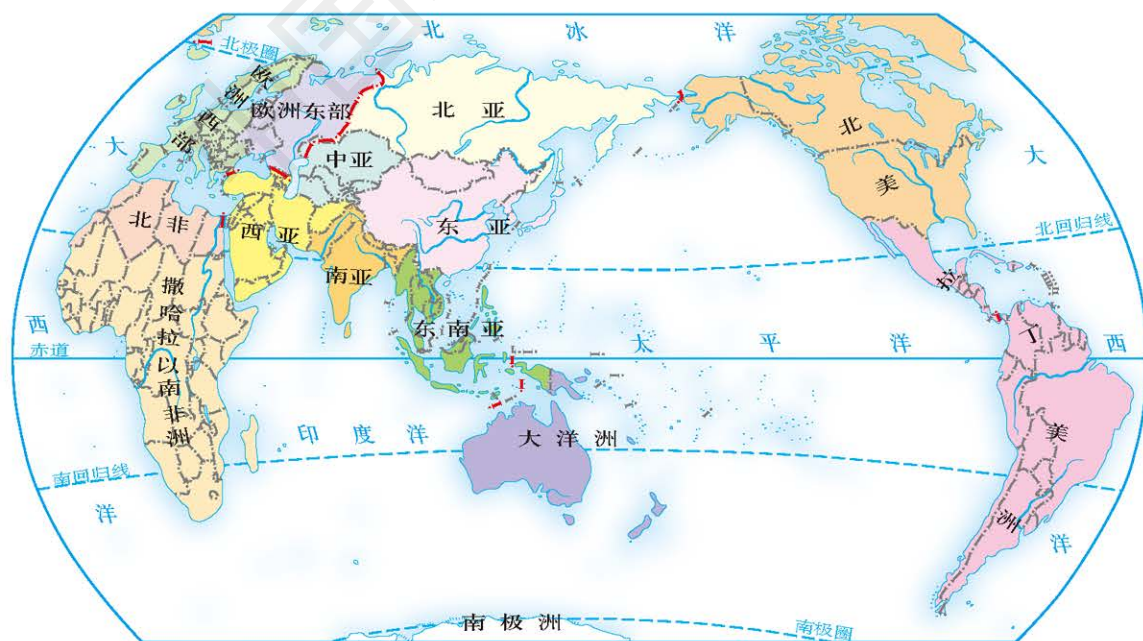 北冰洋
北极圈
欧洲西部
欧洲东部
北亚
大
中亚
北美
大
北非
西亚
东亚
北回归线
南亚
撒哈拉以南非洲
东南亚
拉丁美洲
西
赤道
太平洋
西
印度洋
大洋洲
南回归线
洋
洋
南极洲
南极圈